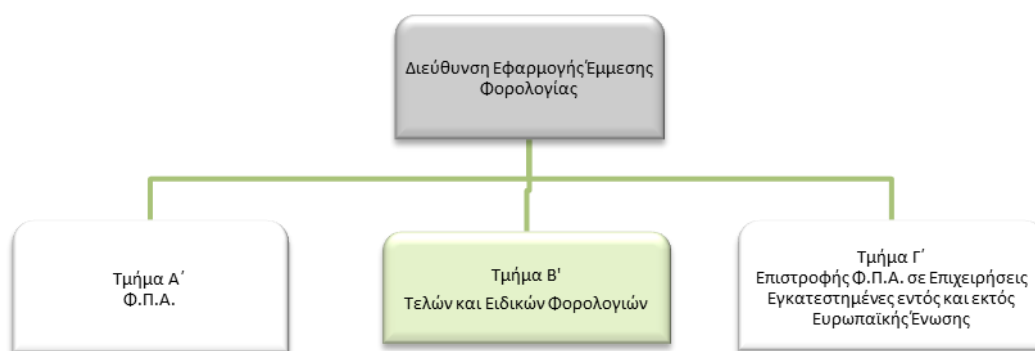 Διεύθυνση Εφαρμογής Έμμεσης
Φορολογίας
Τμήμα Α΄
Φ.Π.Α.
Τμήμα Β'
Τελών και Ειδικών Φορολογιών
Τμήμα Γ΄
Επιστροφής Φ.Π.Α. σε Επιχειρήσεις
Εγκατεστημένες εντός και εκτός
Ευρωπαϊκής Ένωσης